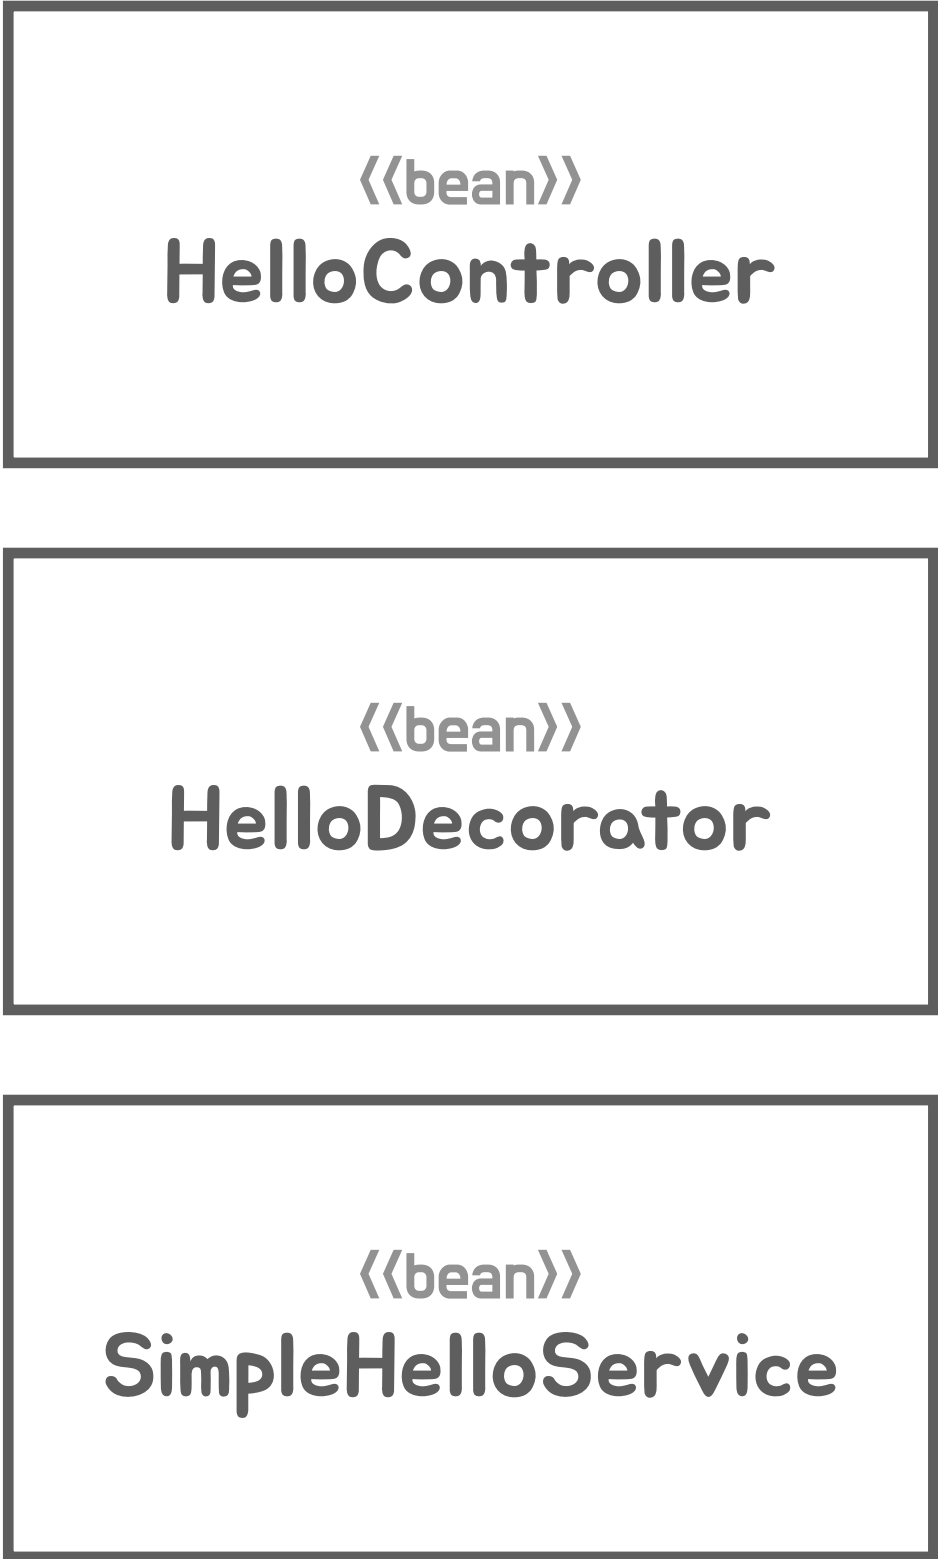 ⟨⟨bean⟩⟩
HelloController
⟨⟨bean⟩⟩
HelloDecorator
⟨⟨bean⟩⟩
SimpleHelloService